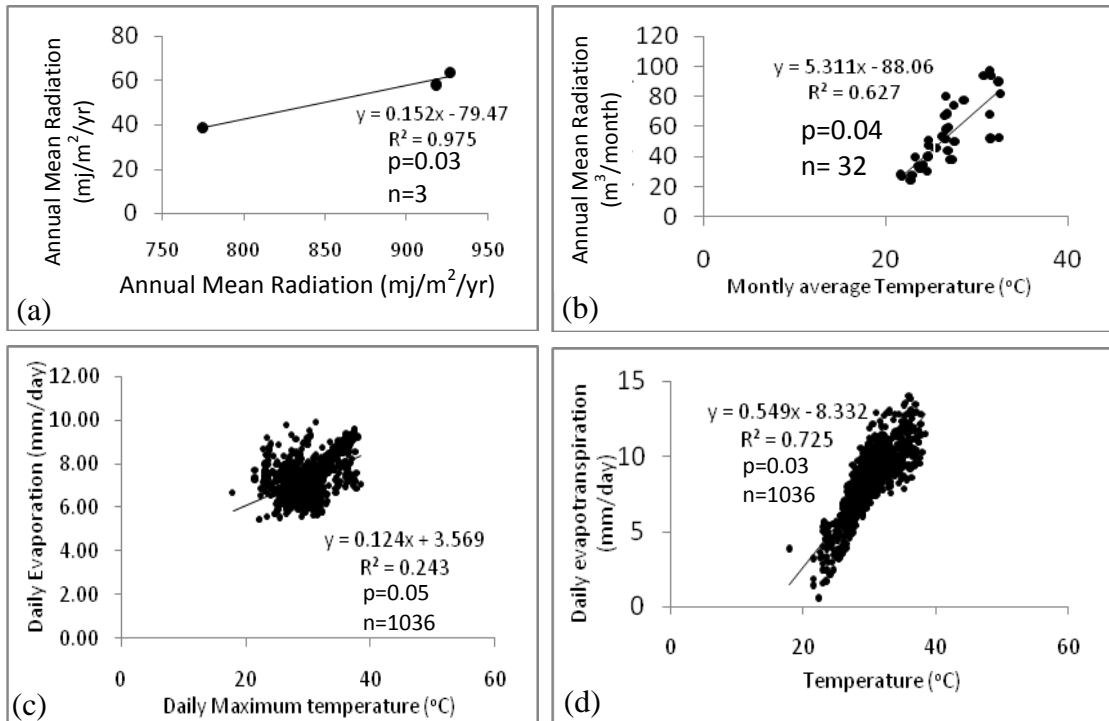 Annual Mean Radiation
(mj/m²/yr)
80
60
40
20
0
y = 0.152x - 79.47
R² = 0.975
p=0.03
n=3
750
800
850
900
950
Annual Mean Radiation (mj/m²/yr)
(a)
Annual Mean Radiation
(m³/month)
120
100
80
60
40
20
0
y = 5.311x - 88.06
R² = 0.627
p=0.04
n= 32
0
20
40
Montly average Temperature (°C)
(b)
Daily Evaporation (mm/day)
12.00
10.00
8.00
6.00
4.00
2.00
0.00
y = 0.124x + 3.569
R² = 0.243
p=0.05
n=1036
0
20
40
60
Daily Maximum temperature (°C)
(c)
Daily evapotranspiration
(mm/day)
15
10
5
0
y = 0.549x - 8.332
R² = 0.725
p=0.03
n=1036
0
20
40
60
Temperature (°C)
(d)